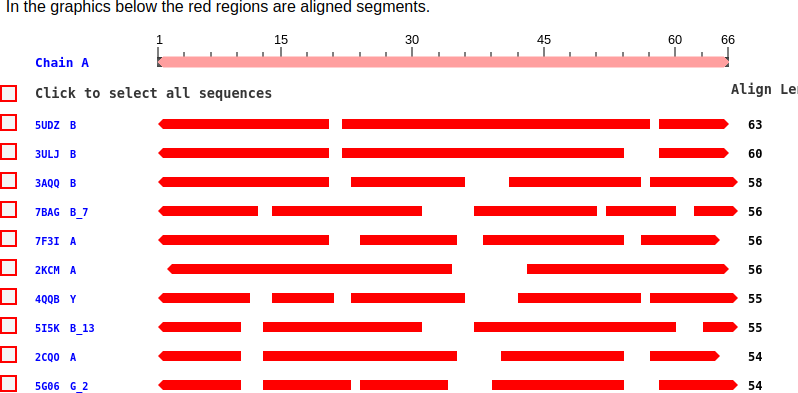 In the graphics below the red regions are aligned segments.
1 15 30 45 60 66
Chain A
Click to select all sequences Align Le
5UDZ B 63
3ULJ B 60
3AQQ B 58
7BAG B_7 56
7F3I A 56
2KCM A 56
4QQB Y 55
5I5K B_13 55
2CQO A 54
5G06 G_2 54